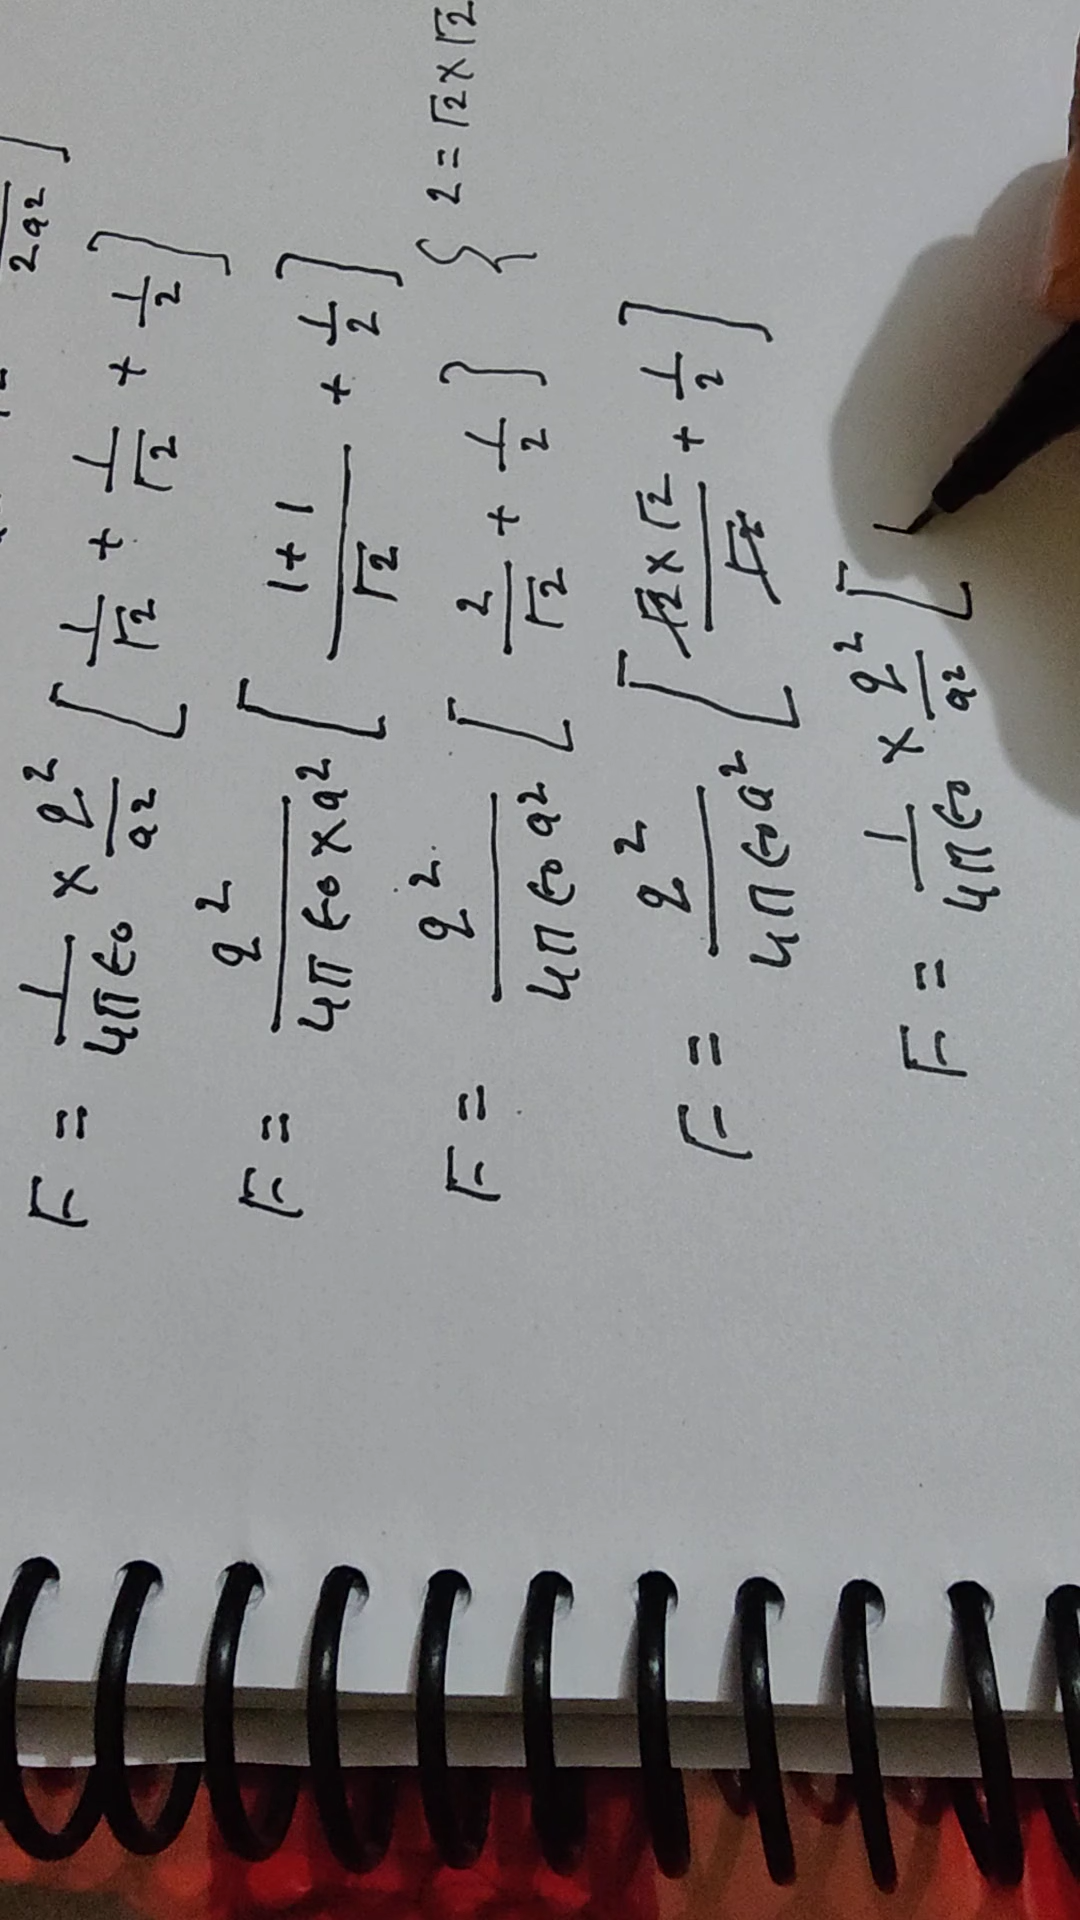 2a²]
F = 1/4πϵ₀ × q²/a² [1/√2 + 1/√2 + 1/2]
F = q²/4πϵ₀×a² [1+1/√2 + 1/2]
F = q²/4πϵ₀a² [2/√2 + 1/2] { 2 = √2×√2
F = q²/4πϵ₀a² [√2×√2/√2 + 1/2]
F = 1/4πϵ₀ × q²/a² [